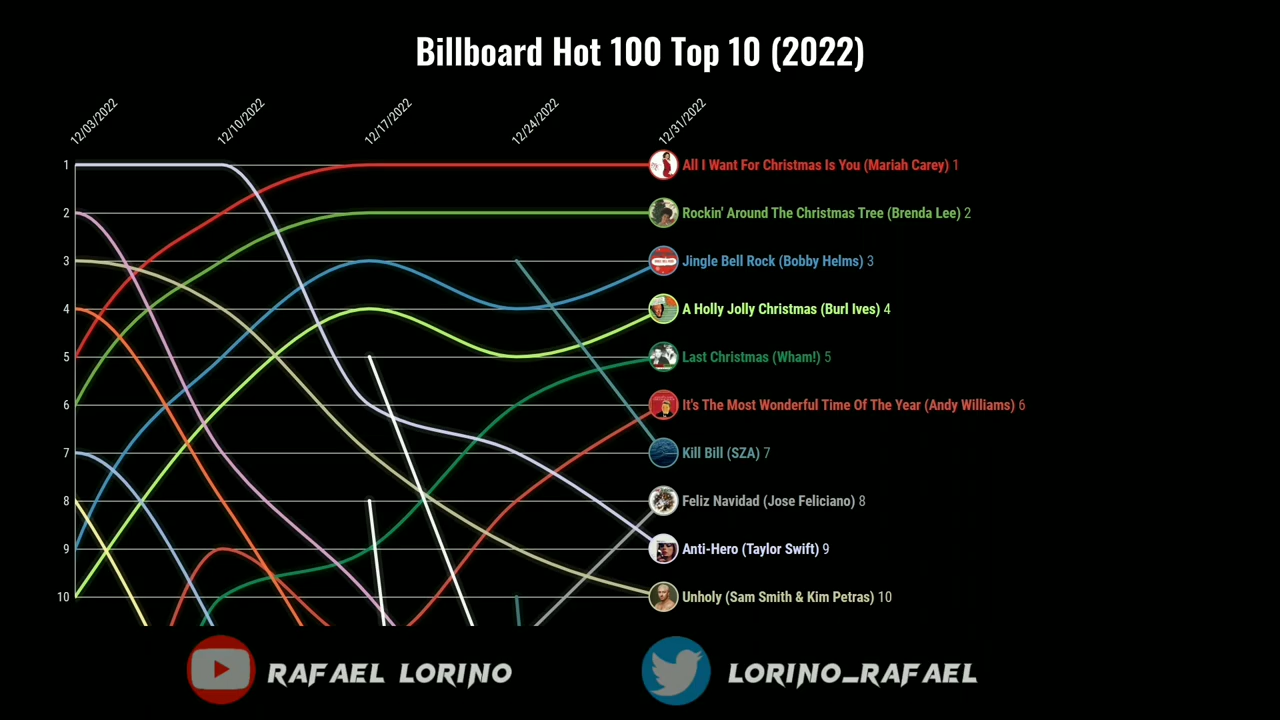 Billboard Hot 100 Top 10 (2022)
12/03/2022
12/10/2022
12/17/2022
12/24/2022
12/31/2022
1
All I Want For Christmas Is You (Mariah Carey) 1
2
Rockin' Around The Christmas Tree (Brenda Lee) 2
3
Jingle Bell Rock (Bobby Helms) 3
4
A Holly Jolly Christmas (Burl Ives) 4
5
Last Christmas (Wham!) 5
6
It's The Most Wonderful Time Of The Year (Andy Williams) 6
7
Kill Bill (SZA) 7
8
Feliz Navidad (Jose Feliciano) 8
9
Anti-Hero (Taylor Swift) 9
10
Unholy (Sam Smith & Kim Petras) 10
RAFAEL LORINO
LORINO_RAFAEL